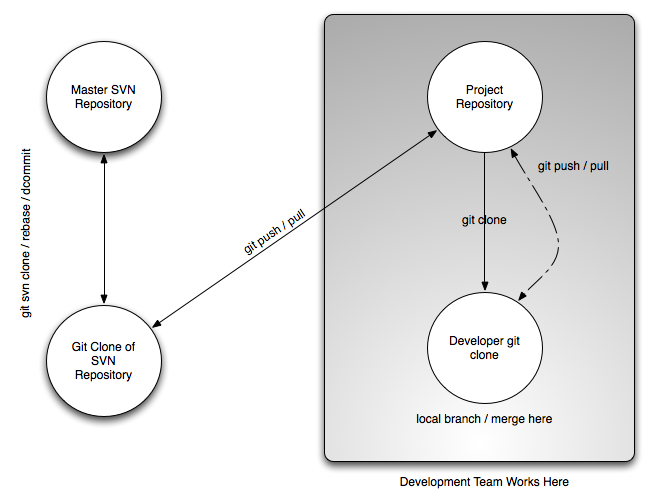 Master SVN
Repository
Project
Repository
git push / pull
git svn clone / rebase / dcommit
git push / pull
git clone
Git Clone of
SVN
Repository
Developer git
clone
local branch / merge here
Development Team Works Here